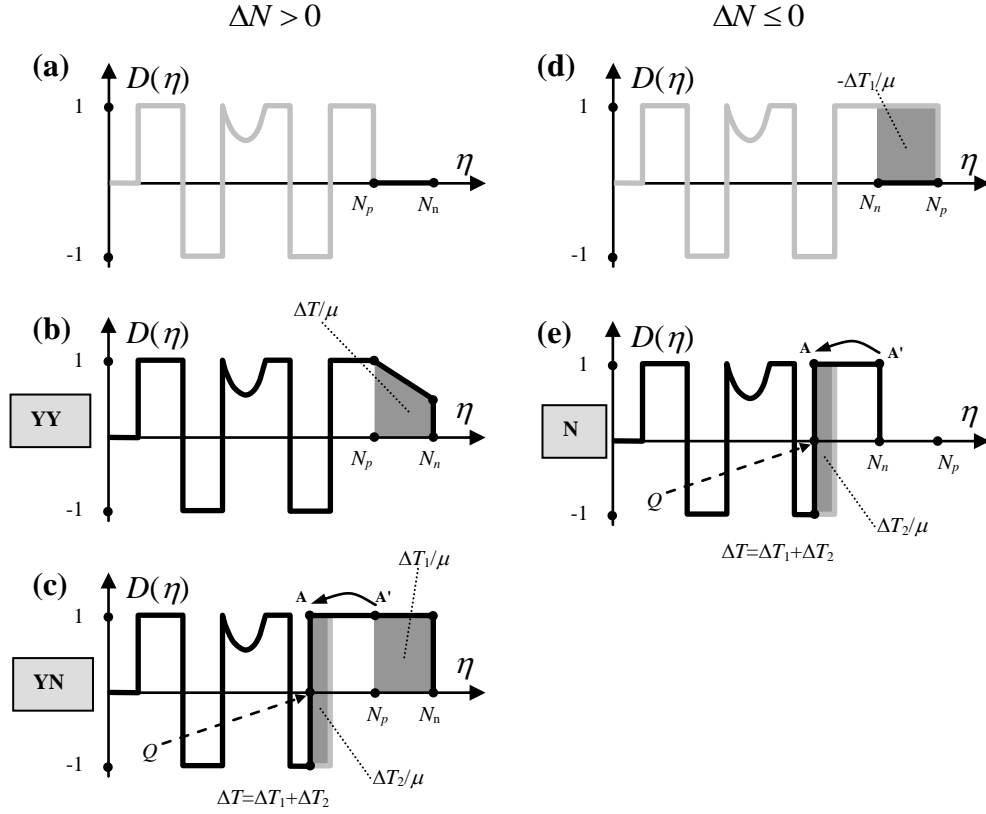 ΔN > 0
ΔN ≤ 0
(a)
D(η)
1
-1
η
N_p
N_n
(d)
D(η)
1
-1
-ΔT_1/μ
η
N_n
N_p
(b)
D(η)
1
-1
ΔT/μ
η
N_p
N_n
YY
(e)
D(η)
1
-1
A
A'
η
N_n
N_p
N
Q
ΔT_2/μ
ΔT=ΔT_1+ΔT_2
(c)
D(η)
1
-1
A
A'
ΔT_1/μ
η
N_p
N_n
YN
Q
ΔT_2/μ
ΔT=ΔT_1+ΔT_2